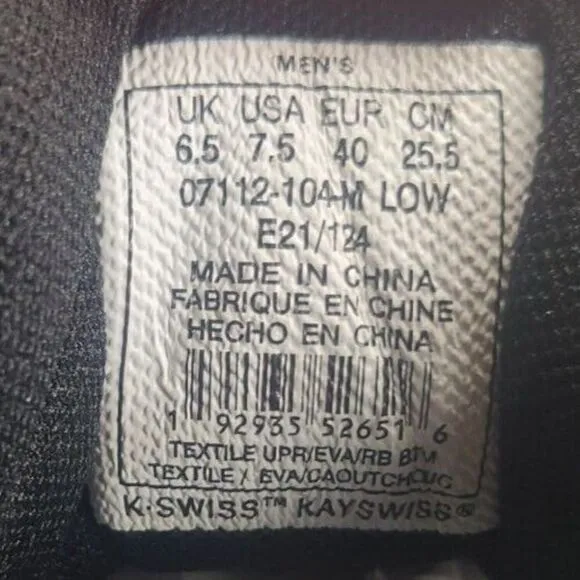 MEN'S
UK USA EUR CM
6.5 7.5 40 25.5
07112-104-M LOW
E21/124
MADE IN CHINA
FABRIQUE EN CHINE
HECHO EN CHINA
1 92935 52651 6
TEXTILE UPR/EVA/RB BTM
TEXTILE / EVA/CAOUTCHOUC
K·SWISS™ KAYSWISS®